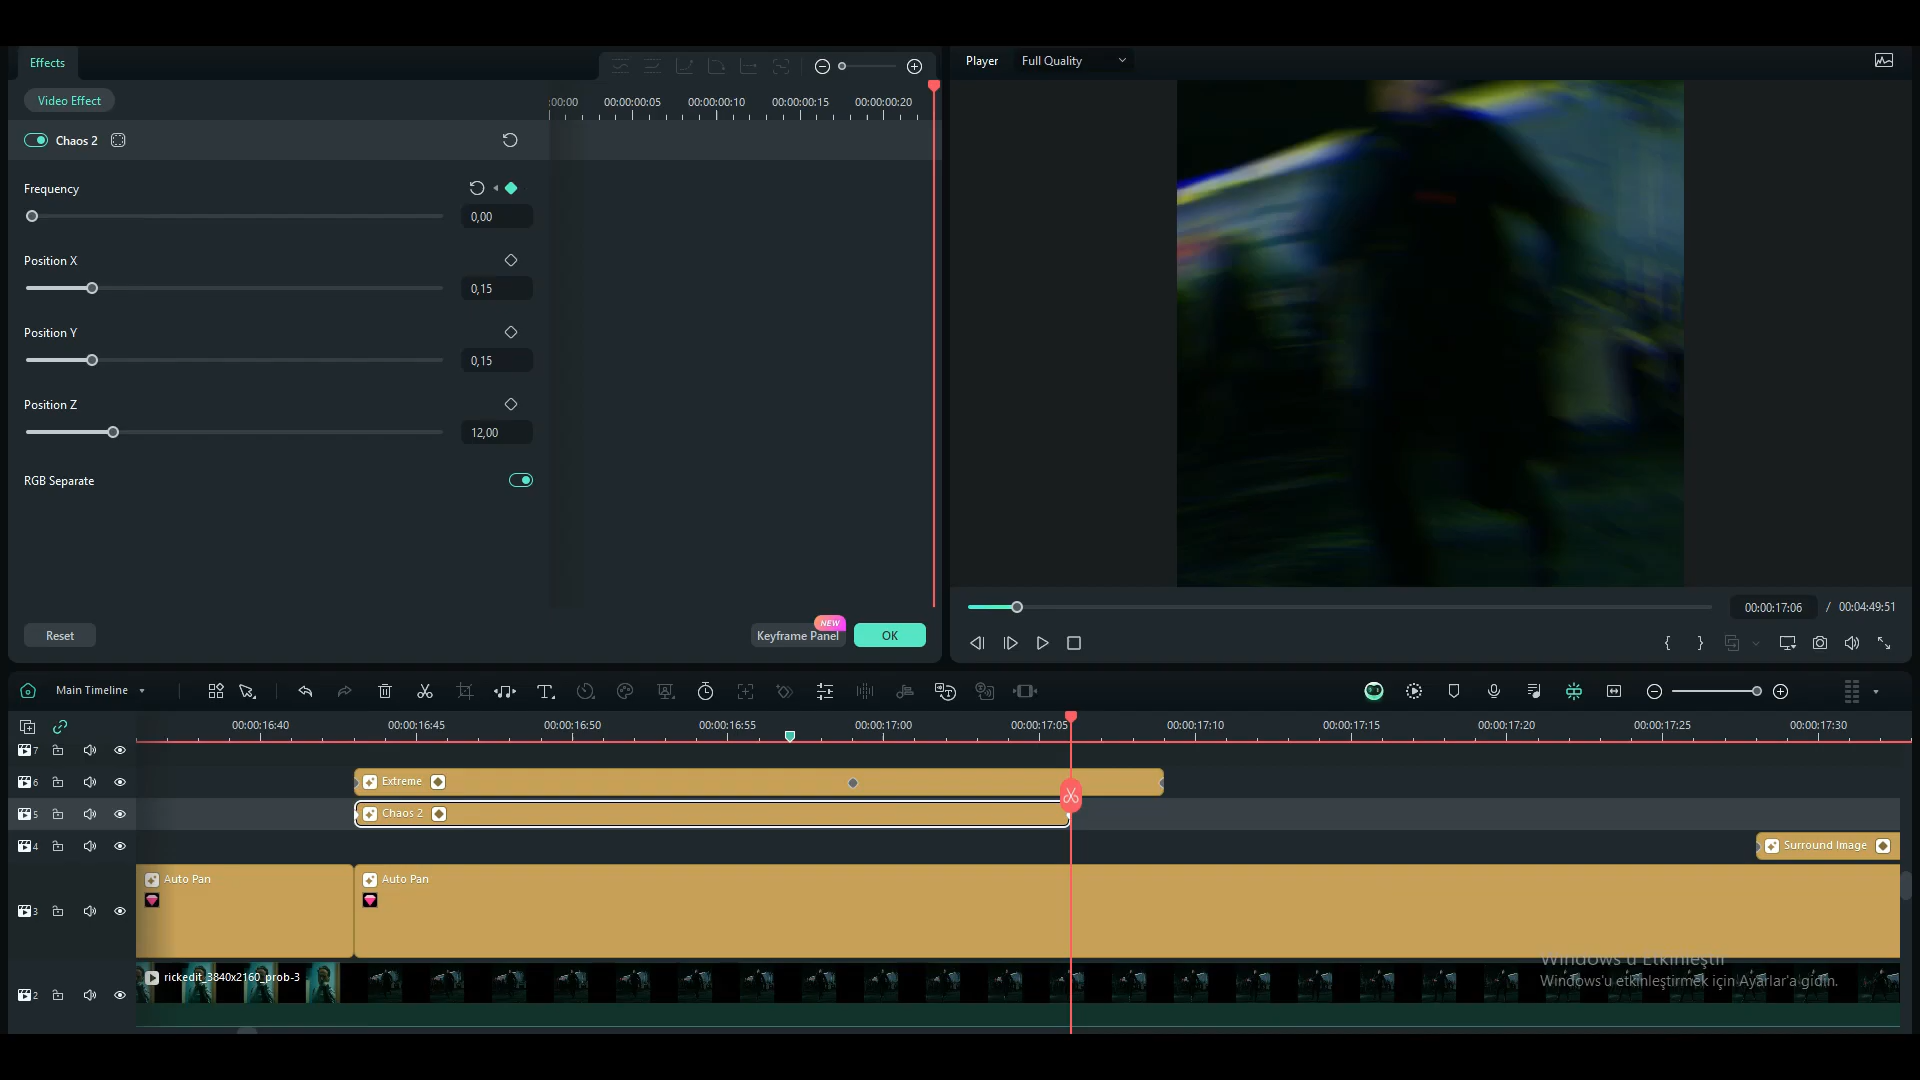 Effects
Player
Full Quality
Video Effect
:00:00
00:00:00:05
00:00:00:10
00:00:00:15
00:00:00:20
Chaos 2
Frequency
0,00
Position X
0,15
Position Y
0,15
Position Z
12,00
RGB Separate
Reset
NEW
Keyframe Panel
OK
00:00:17:06 / 00:04:49:51
Main Timeline
00:00:16:40
00:00:16:45
00:00:16:50
00:00:16:55
00:00:17:00
00:00:17:05
00:00:17:10
00:00:17:15
00:00:17:20
00:00:17:25
00:00:17:30
7
6
Extreme
5
Chaos 2
4
Surround Image
3
Auto Pan
Auto Pan
2
rickedit_3840x2160_prob-3
Windows'u Etkinleştir
Windows'u etkinleştirmek için Ayarlar'a gidin.